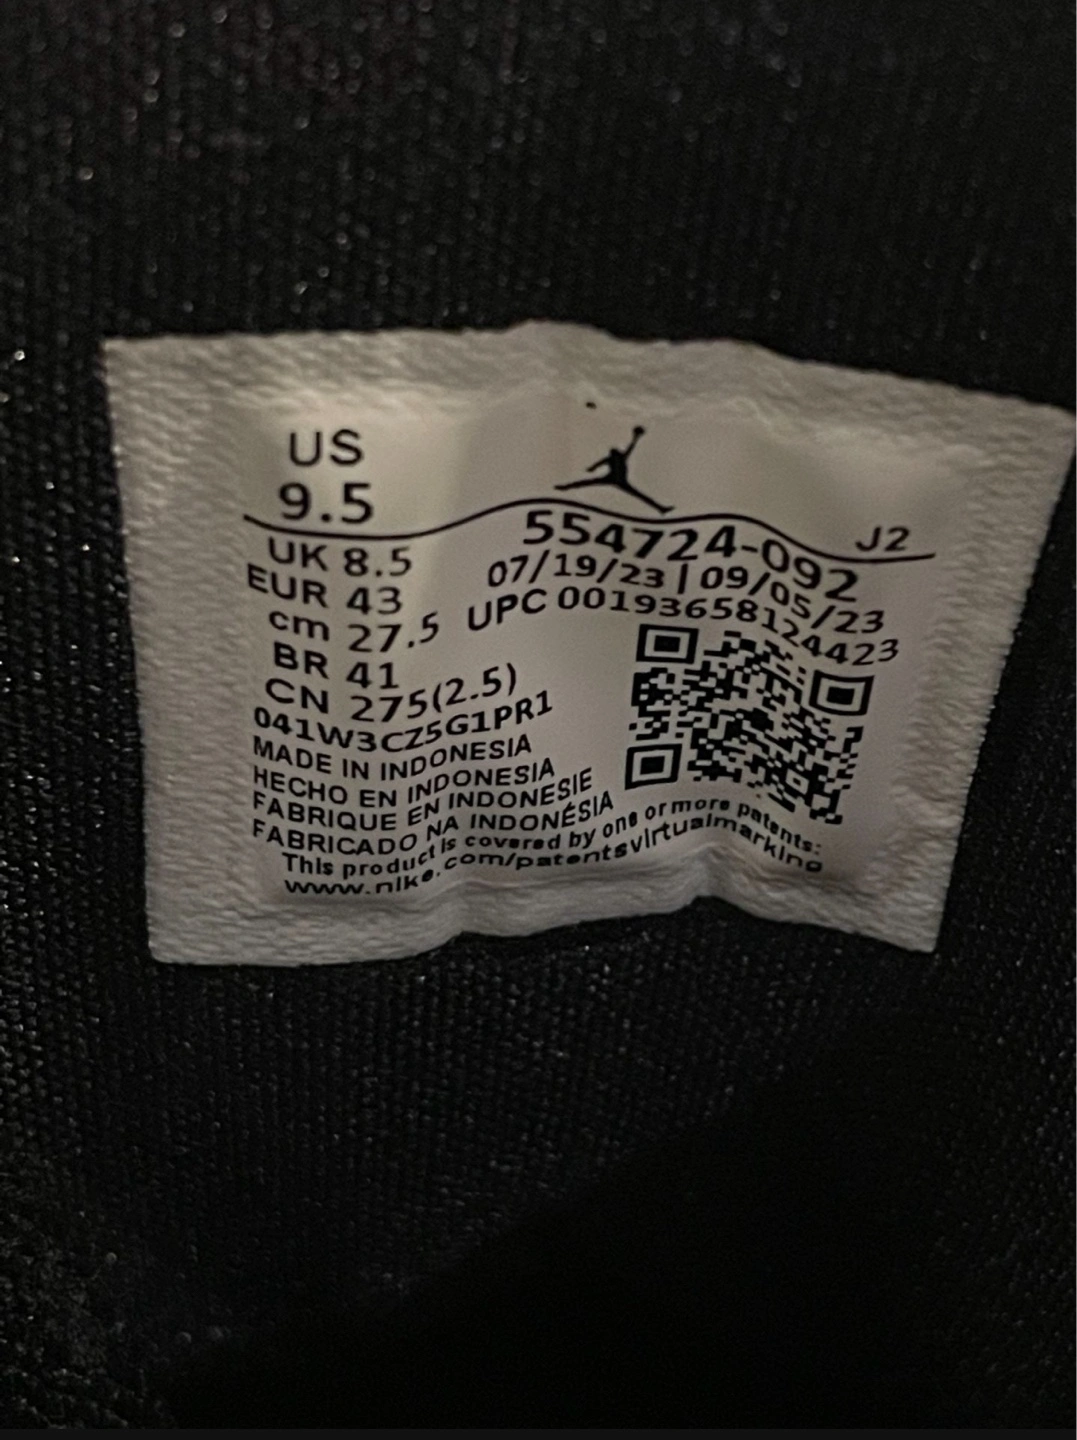 US
9.5
J2
554724-092
UK 8.5
07/19/23 | 09/05/23
EUR 43
UPC 00193658124423
cm 27.5
BR 41
CN 275(2.5)
041W3CZ5G1PR1
MADE IN INDONESIA
HECHO EN INDONESIA
FABRIQUE EN INDONESIE
FABRICADO NA INDONÉSIA
This product is covered by one or more patents:
www.nike.com/patentsvirtualmarking